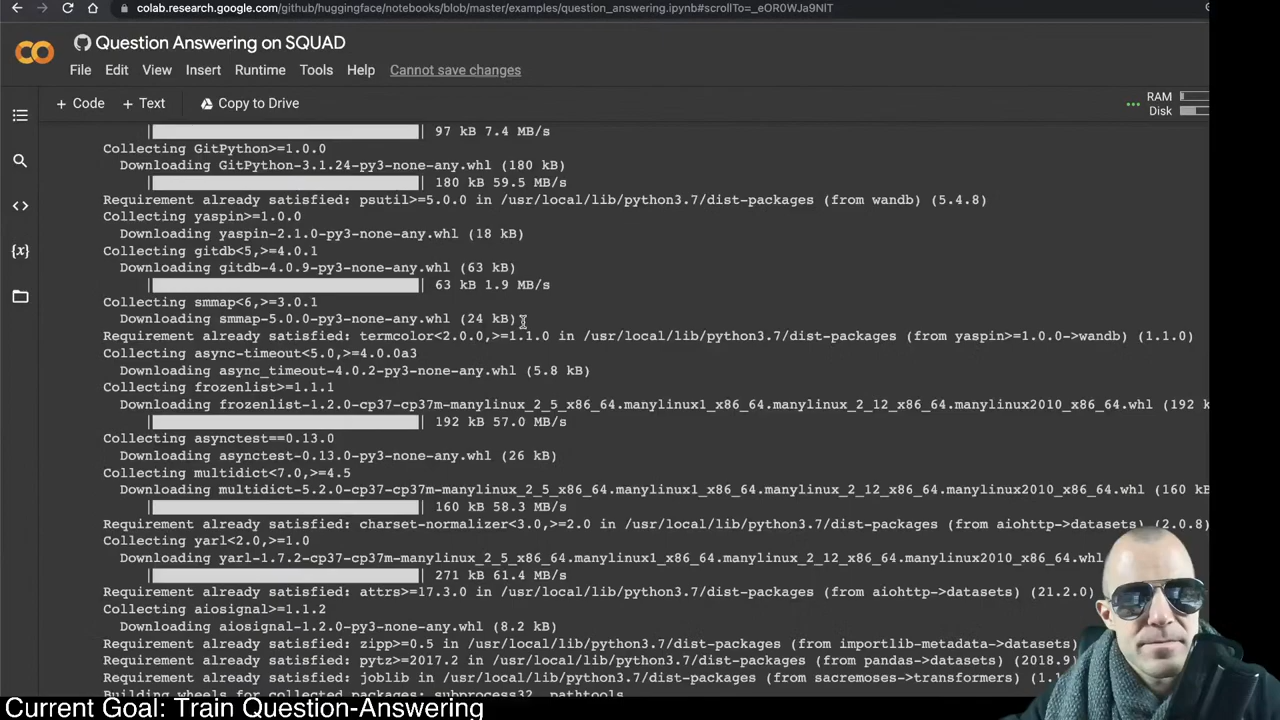 colab.research.google.com/github/huggingface/notebooks/blob/master/examples/question_answering.ipynb#scrollTo=_eOR0WJa9NlT
Question Answering on SQUAD
File Edit View Insert Runtime Tools Help Cannot save changes
+ Code + Text Copy to Drive
RAM
Disk
97 kB 7.4 MB/s
Collecting GitPython>=1.0.0
Downloading GitPython-3.1.24-py3-none-any.whl (180 kB)
180 kB 59.5 MB/s
Requirement already satisfied: psutil>=5.0.0 in /usr/local/lib/python3.7/dist-packages (from wandb) (5.4.8)
Collecting yaspin>=1.0.0
Downloading yaspin-2.1.0-py3-none-any.whl (18 kB)
Collecting gitdb<5,>=4.0.1
Downloading gitdb-4.0.9-py3-none-any.whl (63 kB)
63 kB 1.9 MB/s
Collecting smmap<6,>=3.0.1
Downloading smmap-5.0.0-py3-none-any.whl (24 kB)
Requirement already satisfied: termcolor<2.0.0,>=1.1.0 in /usr/local/lib/python3.7/dist-packages (from yaspin>=1.0.0->wandb) (1.1.0)
Collecting async-timeout<5.0,>=4.0.0a3
Downloading async_timeout-4.0.2-py3-none-any.whl (5.8 kB)
Collecting frozenlist>=1.1.1
Downloading frozenlist-1.2.0-cp37-cp37m-manylinux_2_5_x86_64.manylinux1_x86_64.manylinux_2_12_x86_64.manylinux2010_x86_64.whl (192 k
192 kB 57.0 MB/s
Collecting asynctest==0.13.0
Downloading asynctest-0.13.0-py3-none-any.whl (26 kB)
Collecting multidict<7.0,>=4.5
Downloading multidict-5.2.0-cp37-cp37m-manylinux_2_5_x86_64.manylinux1_x86_64.manylinux_2_12_x86_64.manylinux2010_x86_64.whl (160 kB
160 kB 58.3 MB/s
Requirement already satisfied: charset-normalizer<3.0,>=2.0 in /usr/local/lib/python3.7/dist-packages (from aiohttp->datasets) (2.0.8)
Collecting yarl<2.0,>=1.0
Downloading yarl-1.7.2-cp37-cp37m-manylinux_2_5_x86_64.manylinux1_x86_64.manylinux_2_12_x86_64.manylinux2010_x86_64.whl
271 kB 61.4 MB/s
Requirement already satisfied: attrs>=17.3.0 in /usr/local/lib/python3.7/dist-packages (from aiohttp->datasets) (21.2.0)
Collecting aiosignal>=1.1.2
Downloading aiosignal-1.2.0-py3-none-any.whl (8.2 kB)
Requirement already satisfied: zipp>=0.5 in /usr/local/lib/python3.7/dist-packages (from importlib-metadata->datasets)
Requirement already satisfied: pytz>=2017.2 in /usr/local/lib/python3.7/dist-packages (from pandas->datasets) (2018.9)
Requirement already satisfied: joblib in /usr/local/lib/python3.7/dist-packages (from sacremoses->transformers) (1.1
Building wheels for collected packages: subprocess32, pathtools
Current Goal: Train Question-Answering